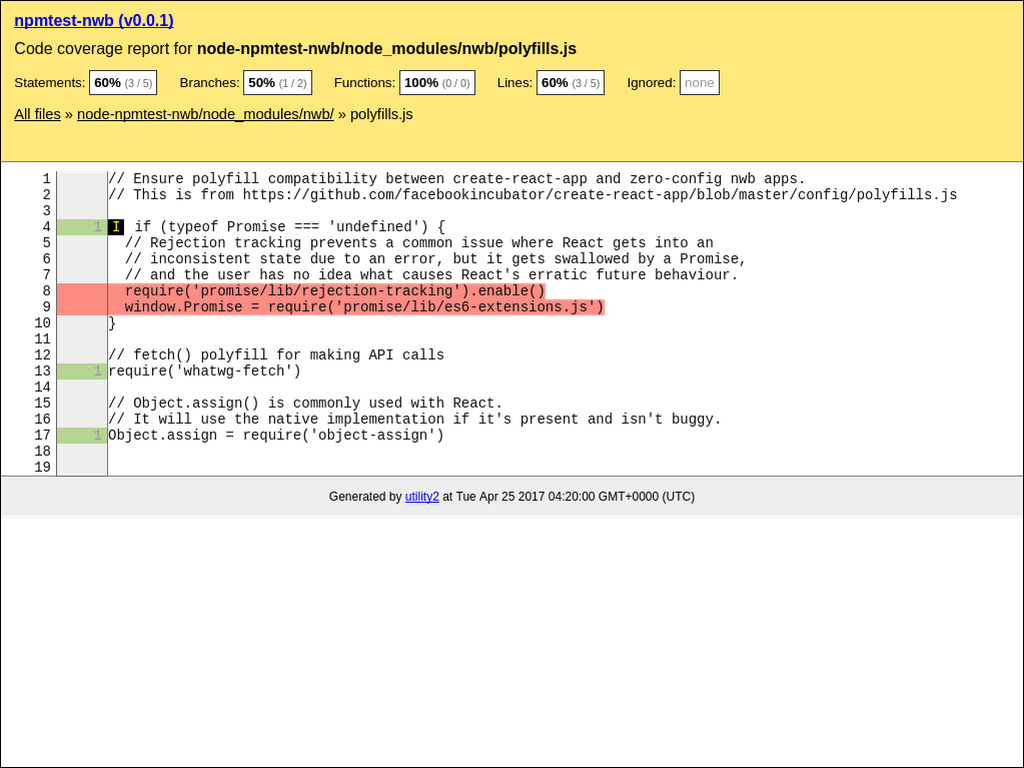 npmtest-nwb (v0.0.1)
Code coverage report for node-npmtest-nwb/node_modules/nwb/polyfills.js
Statements: 60% (3 / 5) Branches: 50% (1 / 2) Functions: 100% (0 / 0) Lines: 60% (3 / 5) Ignored: none
All files » node-npmtest-nwb/node_modules/nwb/ » polyfills.js
1 // Ensure polyfill compatibility between create-react-app and zero-config nwb apps.
2 // This is from https://github.com/facebookincubator/create-react-app/blob/master/config/polyfills.js
3
4 1 I if (typeof Promise === 'undefined') {
5   // Rejection tracking prevents a common issue where React gets into an
6   // inconsistent state due to an error, but it gets swallowed by a Promise,
7   // and the user has no idea what causes React's erratic future behaviour.
8   require('promise/lib/rejection-tracking').enable()
9   window.Promise = require('promise/lib/es6-extensions.js')
10 }
11
12 // fetch() polyfill for making API calls
13 1 require('whatwg-fetch')
14
15 // Object.assign() is commonly used with React.
16 // It will use the native implementation if it's present and isn't buggy.
17 1 Object.assign = require('object-assign')
18
19
Generated by utility2 at Tue Apr 25 2017 04:20:00 GMT+0000 (UTC)